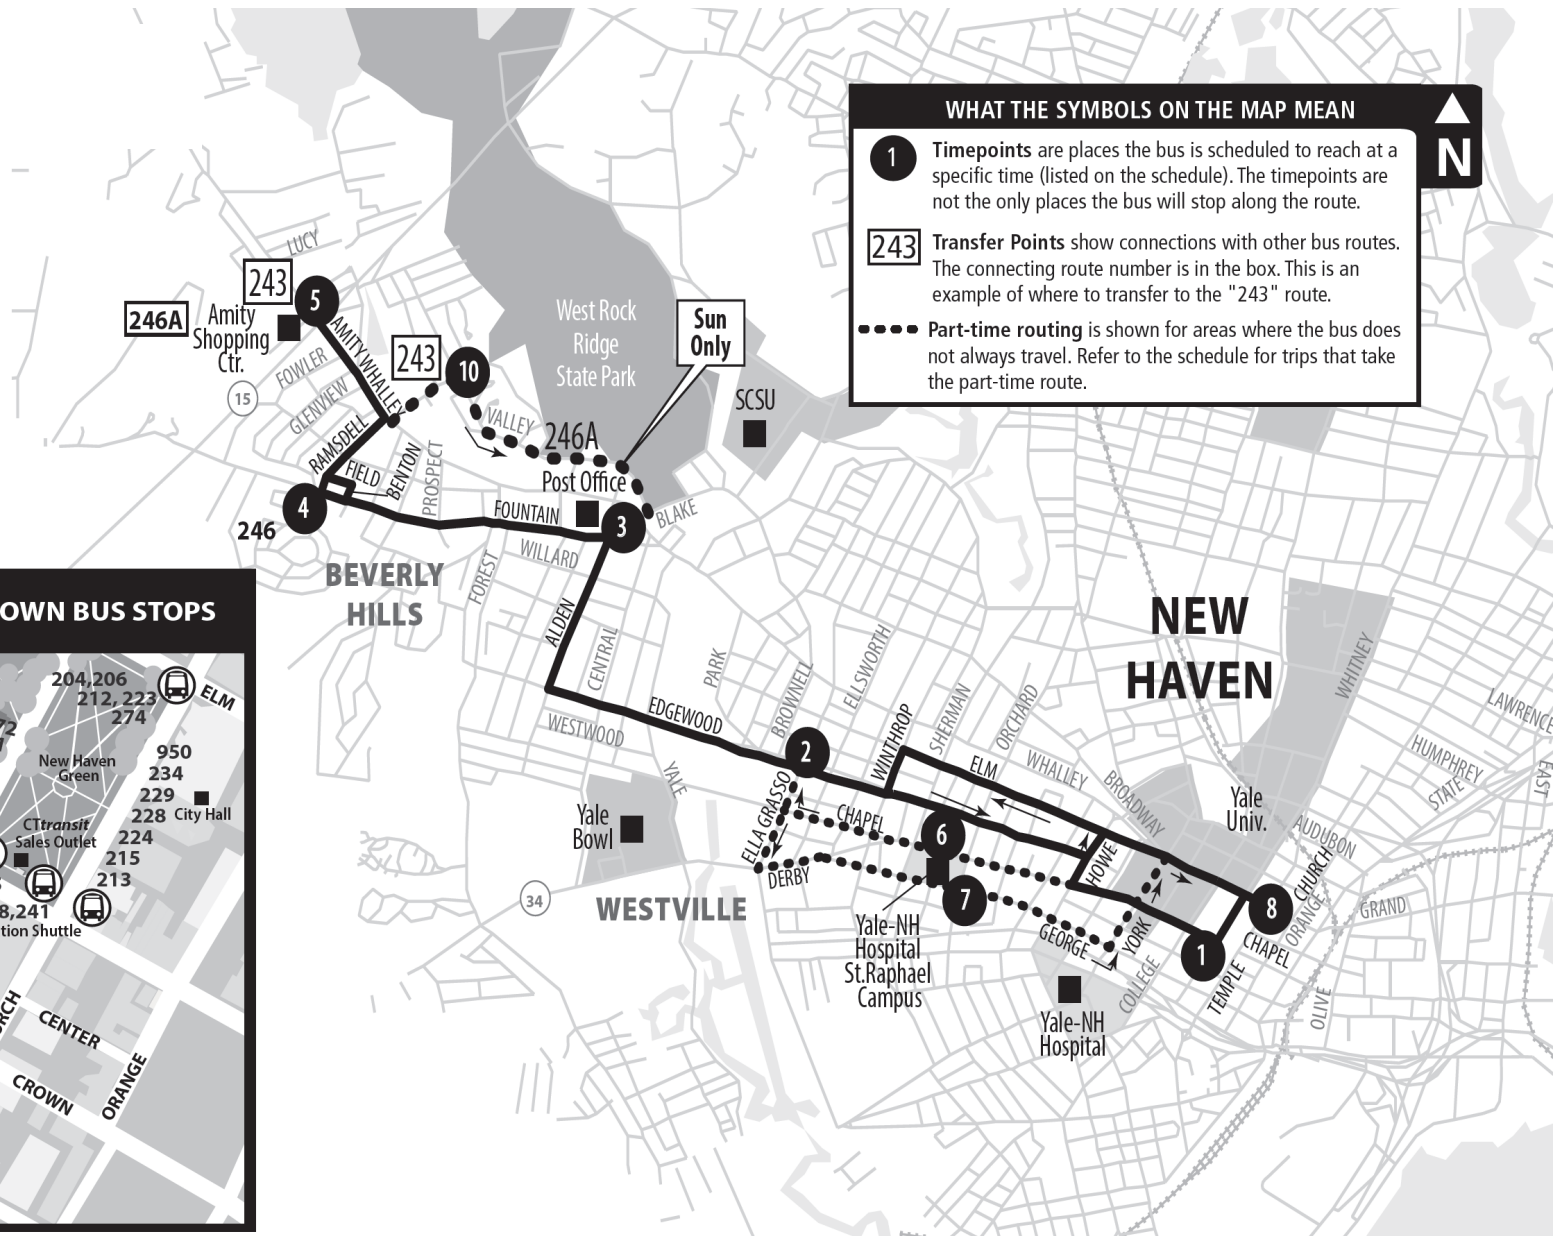 WHAT THE SYMBOLS ON THE MAP MEAN
N
1
Timepoints are places the bus is scheduled to reach at a
specific time (listed on the schedule). The timepoints are
not the only places the bus will stop along the route.
243
Transfer Points show connections with other bus routes.
The connecting route number is in the box. This is an
example of where to transfer to the "243" route.
Part-time routing is shown for areas where the bus does
not always travel. Refer to the schedule for trips that take
the part-time route.
LUCY
243
5
246A
Amity
Shopping
Ctr.
AMITY
WHALLEY
243
10
FOWLER
15
GLENVIEW
RAMSDELL
FIELD
BENTON
PROSPECT
VALLEY
246A
West Rock
Ridge
State Park
Sun
Only
SCSU
Post Office
4
246
FOUNTAIN
3
BLAKE
WILLARD
FOREST
BEVERLY
HILLS
ALDEN
CENTRAL
NEW
HAVEN
WHITNEY
LAWRENCE
PARK
BROWNELL
ELLSWORTH
EDGEWOOD
WESTWOOD
2
WINTHROP
SHERMAN
ORCHARD
ELM
WHALLEY
BROADWAY
HUMPHREY
STATE
EAST
YALE
Yale
Bowl
ELLA GRASSO
CHAPEL
6
DERBY
HOWE
Yale
Univ.
AUDUBON
CHURCH
34
WESTVILLE
7
Yale-NH
Hospital
St.Raphael
Campus
GEORGE
YORK
8
1
ORANGE
GRAND
CHAPEL
TEMPLE
COLLEGE
OLIVE
Yale-NH
Hospital
OWN BUS STOPS
204,206
212, 223
274
ELM
72
New Haven
Green
950
234
229
228
224
215
213
City Hall
CTtransit
Sales Outlet
8,241
tion Shuttle
RCH
CENTER
CROWN
ORANGE